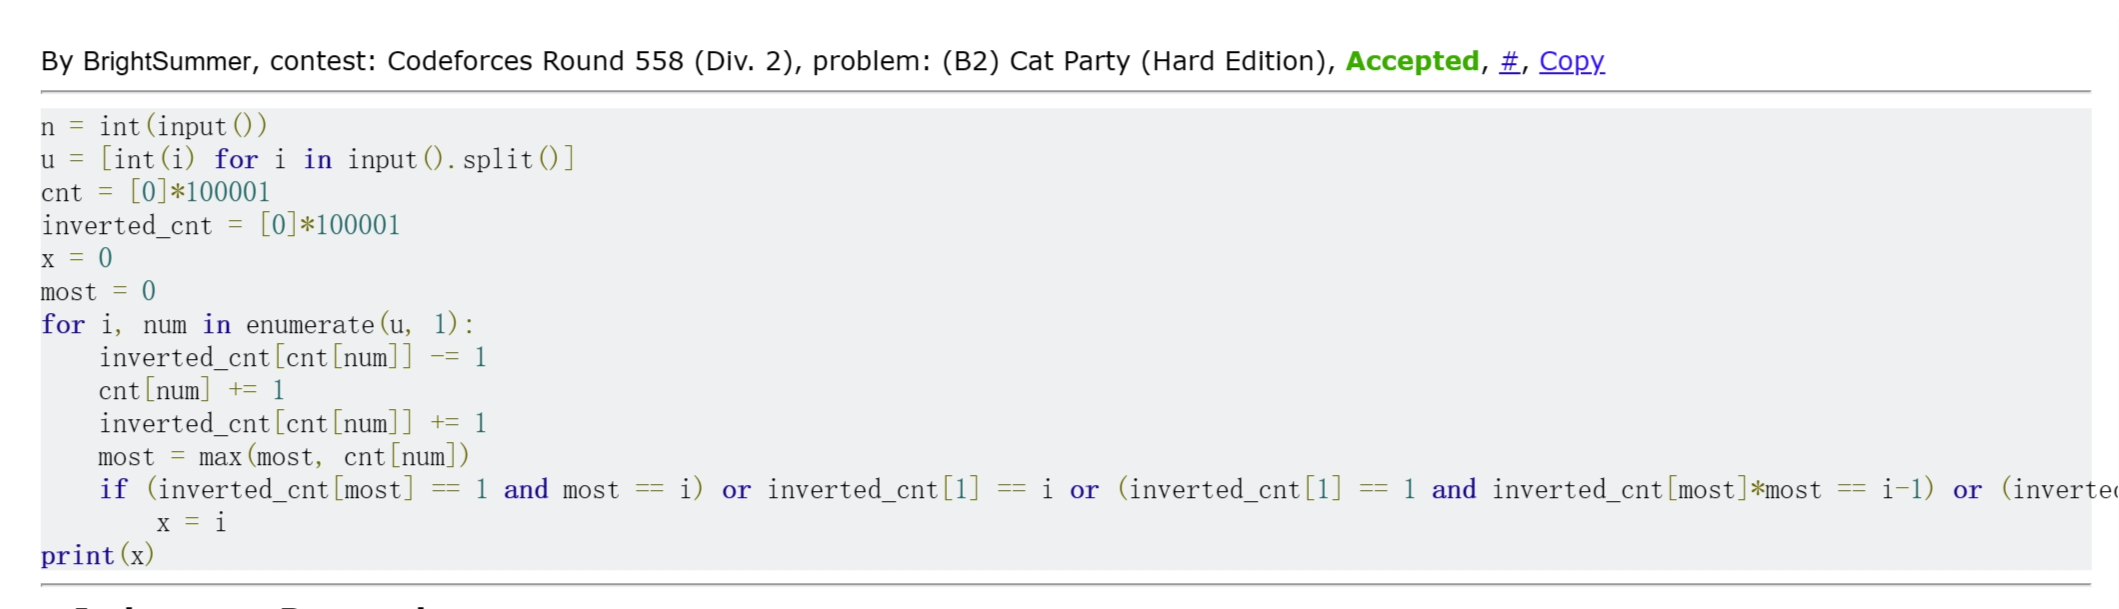 By BrightSummer, contest: Codeforces Round 558 (Div. 2), problem: (B2) Cat Party (Hard Edition), Accepted, #, Copy
n = int(input())
u = [int(i) for i in input().split()]
cnt = [0]*100001
inverted_cnt = [0]*100001
x = 0
most = 0
for i, num in enumerate(u, 1):
    inverted_cnt[cnt[num]] -= 1
    cnt[num] += 1
    inverted_cnt[cnt[num]] += 1
    most = max(most, cnt[num])
    if (inverted_cnt[most] == 1 and most == i) or inverted_cnt[1] == i or (inverted_cnt[1] == 1 and inverted_cnt[most]*most == i-1) or (inverte
        x = i
print(x)